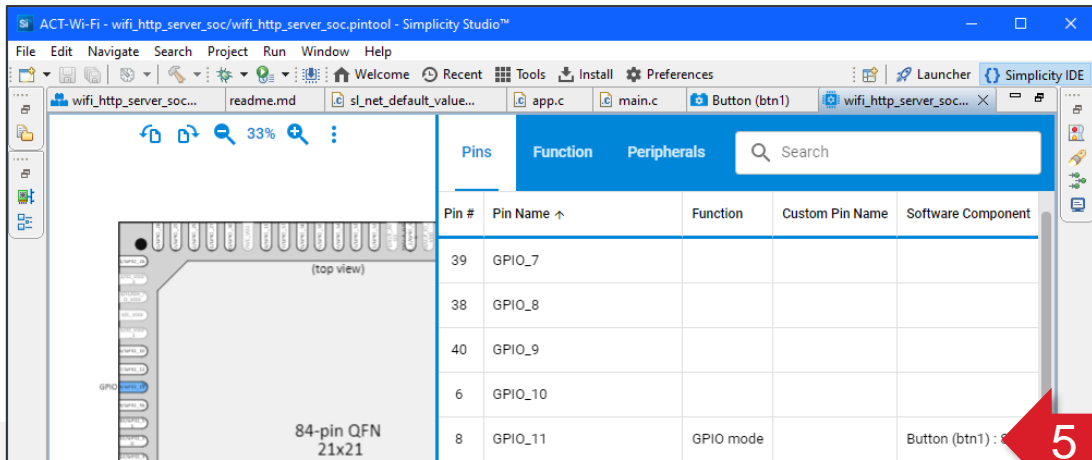 ACT-Wi-Fi - wifi_http_server_soc/wifi_http_server_soc.pintool - Simplicity Studio™
File Edit Navigate Search Project Run Window Help
Welcome Recent Tools Install Preferences Launcher {} Simplicity IDE
wifi_http_server_soc... readme.md sl_net_default_value... app.c main.c Button (btn1) wifi_http_server_soc...
33%
Pins Function Peripherals Search
Pin # Pin Name Function Custom Pin Name Software Component
39 GPIO_7
(top view)
38 GPIO_8
40 GPIO_9
6 GPIO_10
84-pin QFN
21x21
8 GPIO_11 GPIO mode Button (btn1) :
5